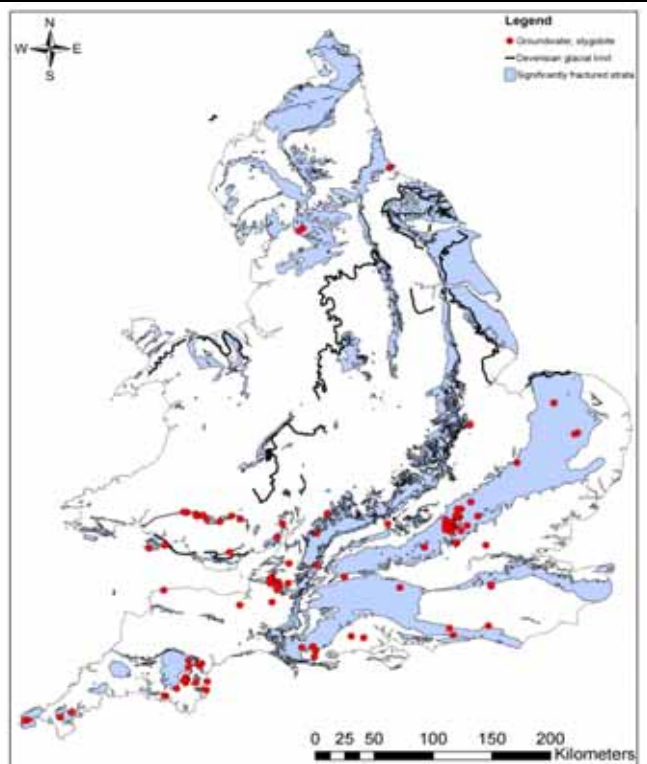 N
W E
S
Legend
Groundwater, stygobite
Devensian glacial limit
Significantly fractured strata
0 25 50 100 150 200
Kilometers